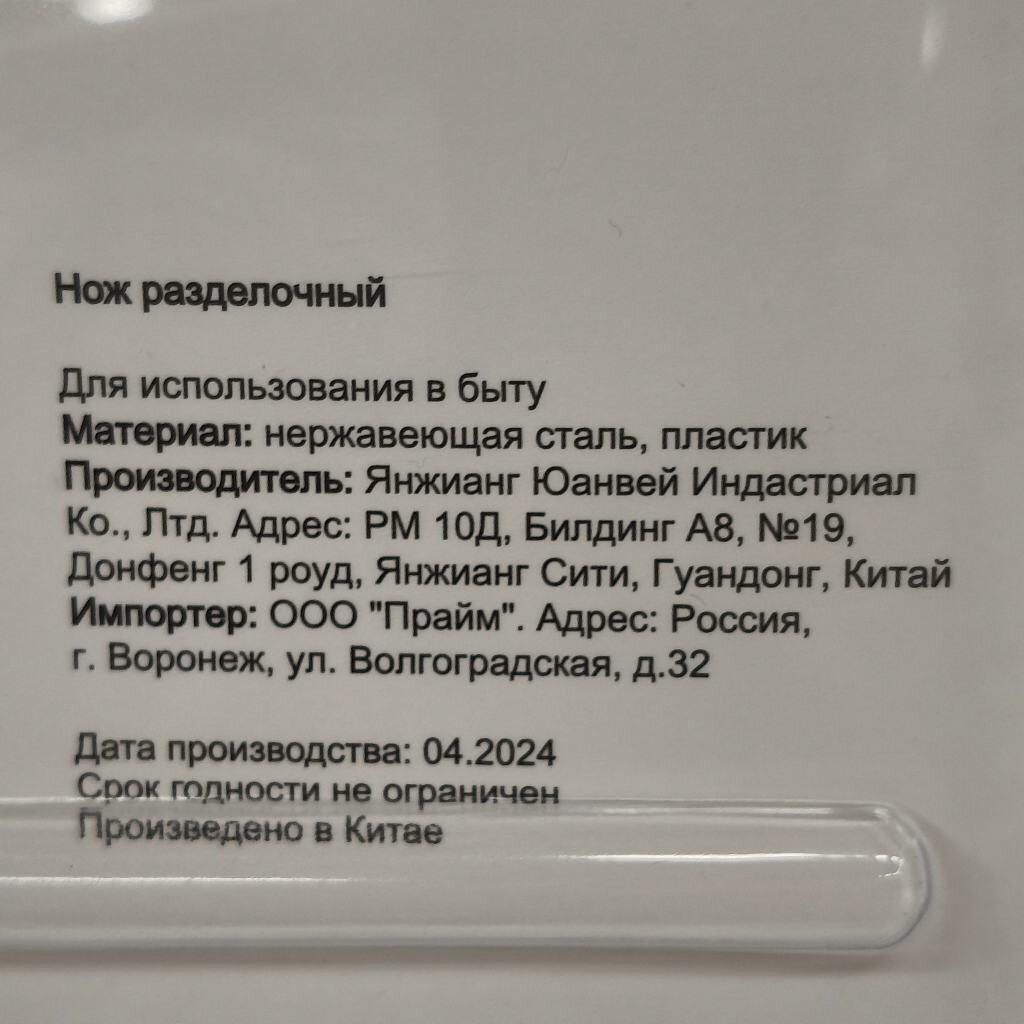 Нож разделочный
Для использования в быту
Материал: нержавеющая сталь, пластик
Производитель: Янжианг Юанвей Индастриал
Ко., Лтд. Адрес: РМ 10Д, Билдинг А8, №19,
Донфенг 1 роуд, Янжианг Сити, Гуандонг, Китай
Импортер: ООО "Прайм". Адрес: Россия,
г. Воронеж, ул. Волгоградская, д.32
Дата производства: 04.2024
Срок годности не ограничен
Произведено в Китае